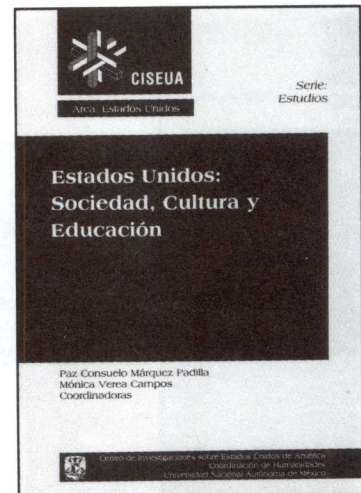 CISEUA
Area: Estados Unidos
Serie:
Estudios
Estados Unidos:
Sociedad, Cultura y
Educación
Paz Consuelo Márquez Padilla
Mónica Verea Campos
Coordinadoras
Centro de Investigaciones sobre Estados Unidos de América
Coordinación de Humanidades
Universidad Nacional Autónoma de México